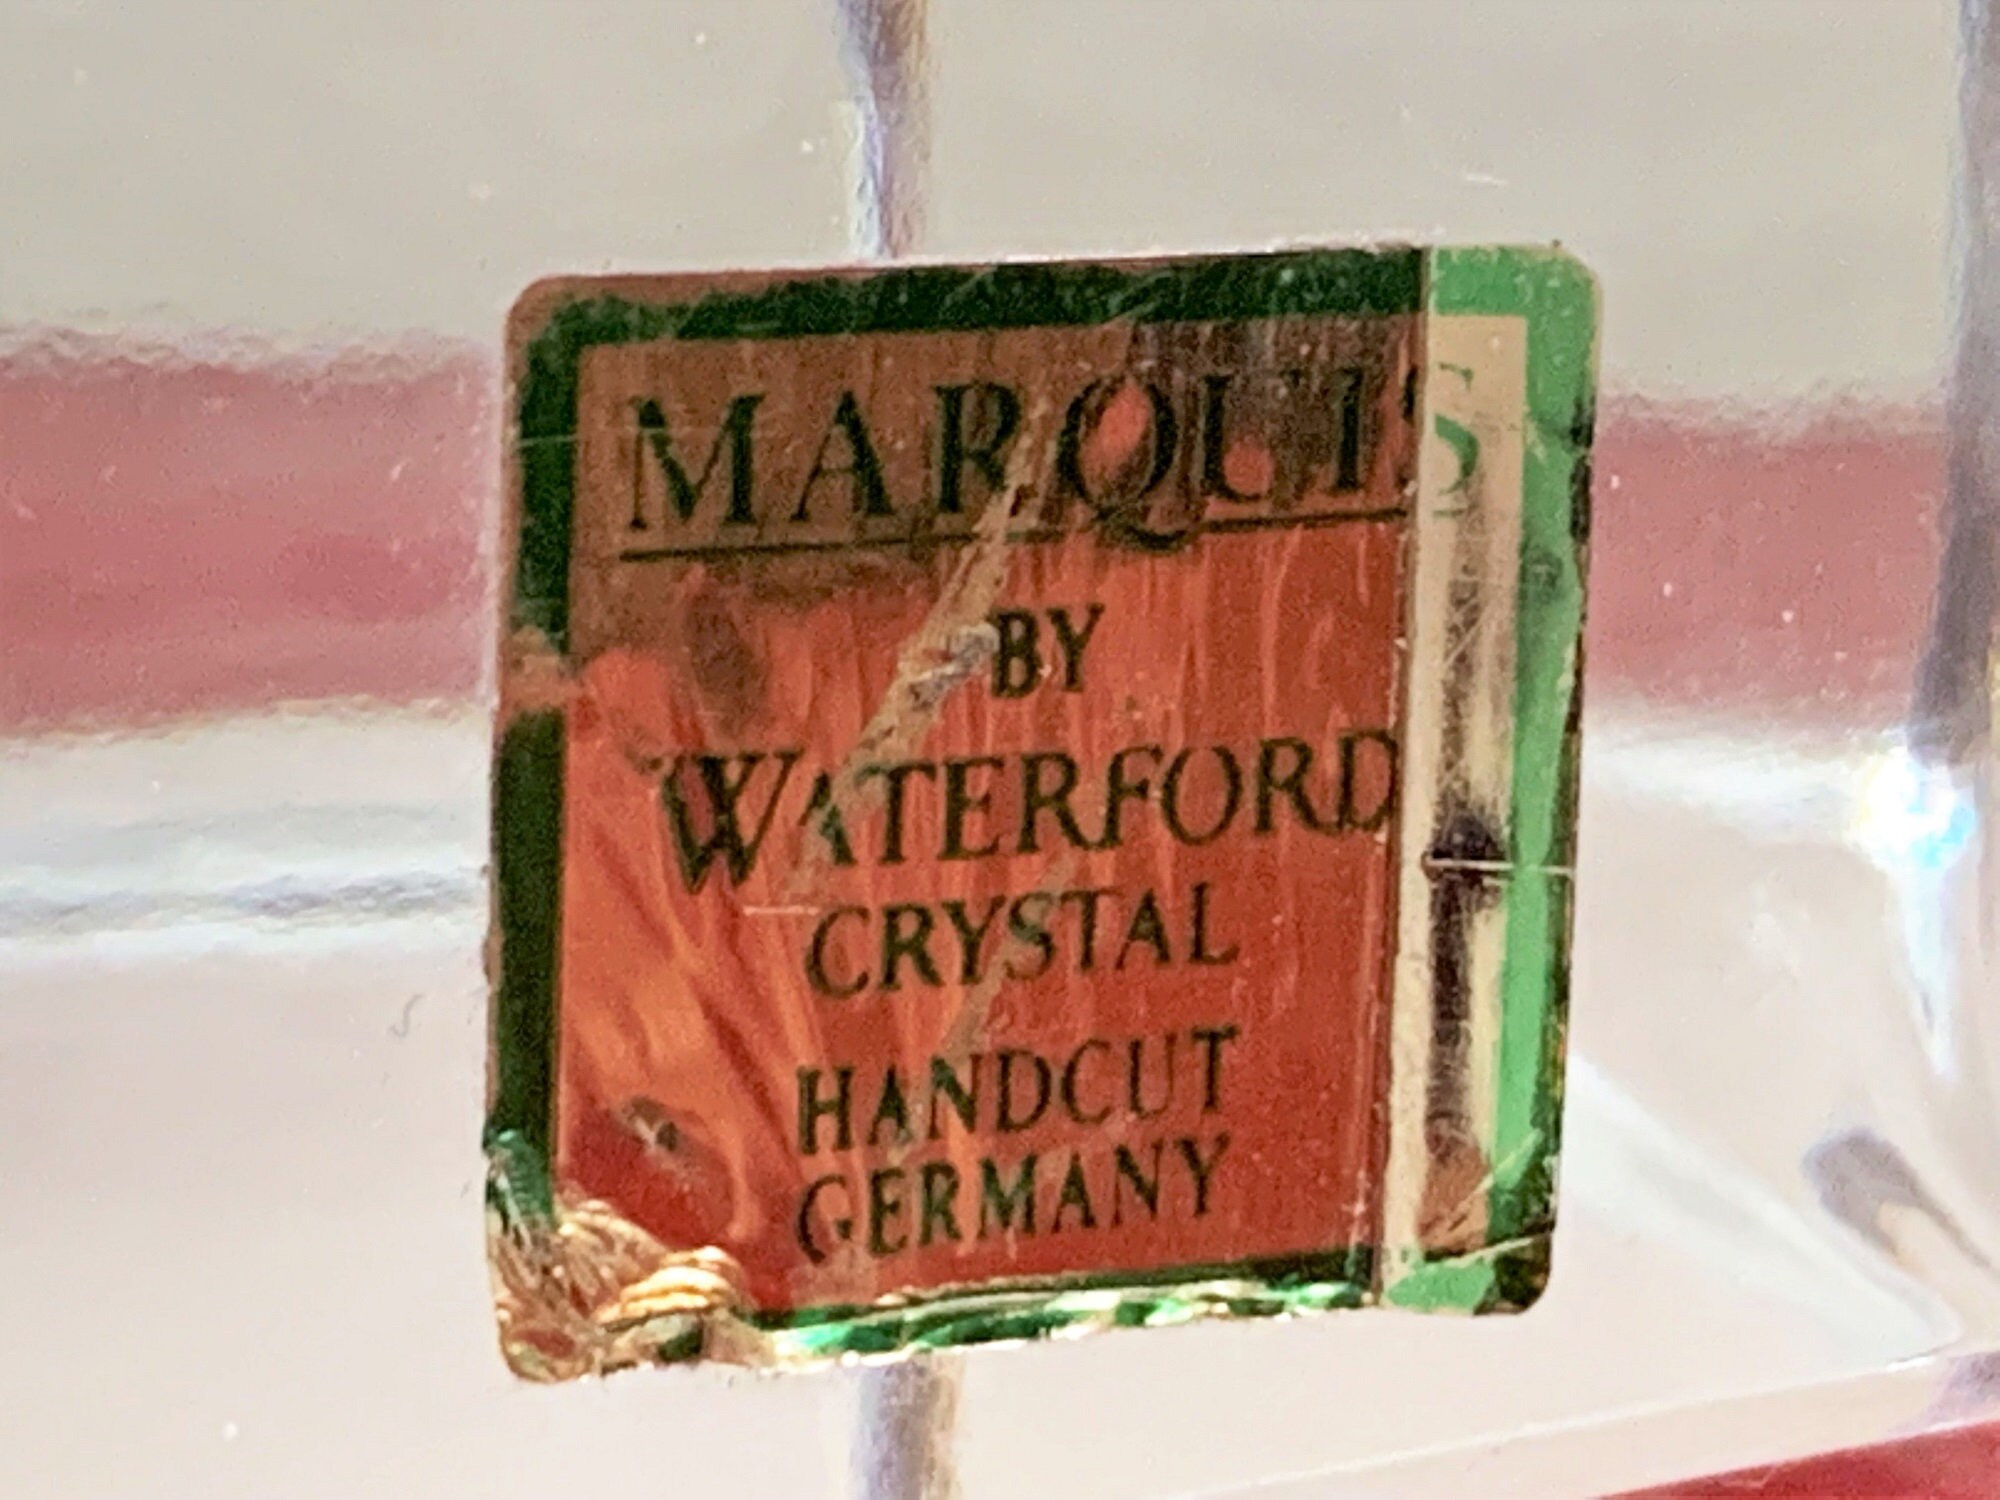 MARQUIS
BY
WATERFORD
CRYSTAL
HANDCUT
GERMANY